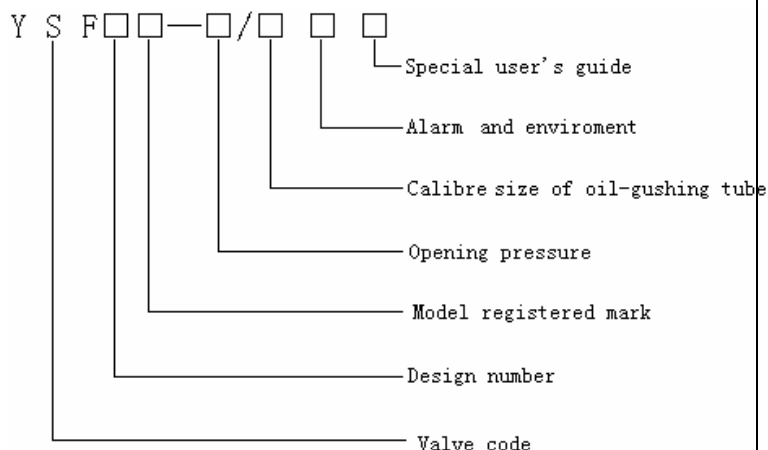 Y S F□□—□/□ □ □
Special user's guide
Alarm and enviroment
Calibre size of oil-gushing tube
Opening pressure
Model registered mark
Design number
Valve code